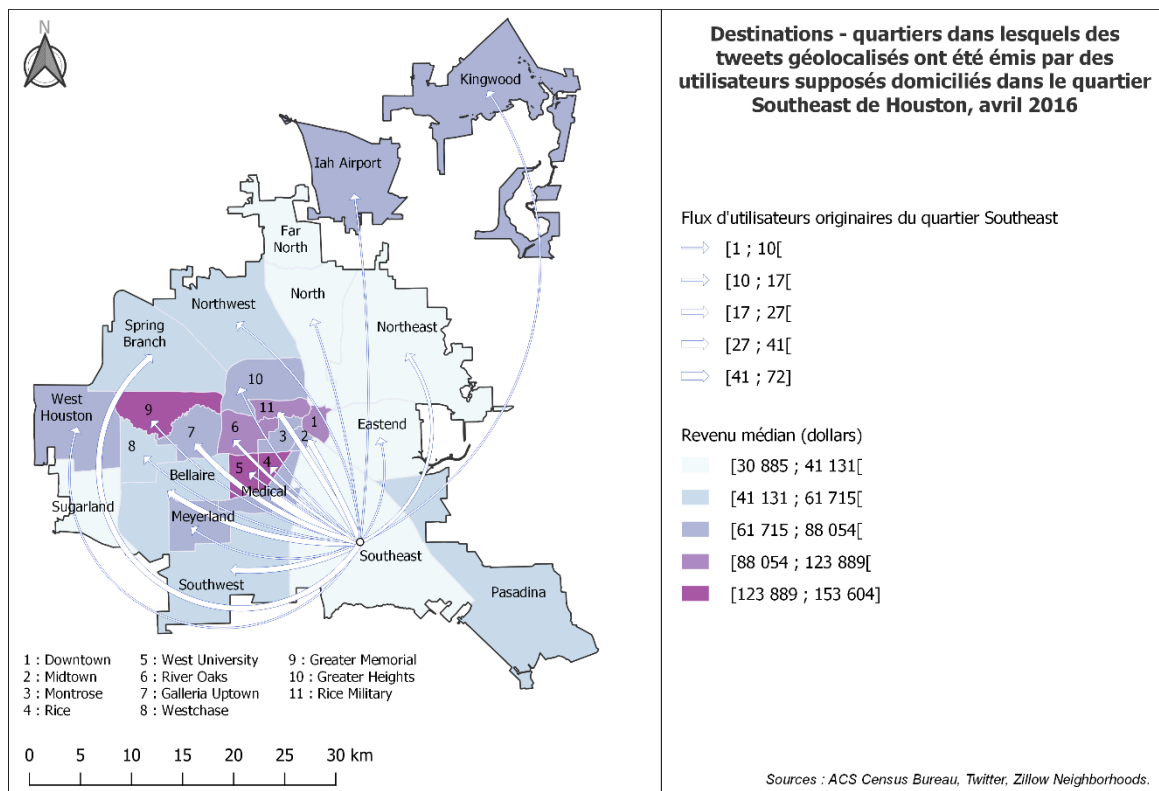 Destinations - quartiers dans lesquels des
tweets géolocalisés ont été émis par des
utilisateurs supposés domiciliés dans le quartier
Southeast de Houston, avril 2016
Flux d'utilisateurs originaires du quartier Southeast
[1 ; 10[
[10 ; 17[
[17 ; 27[
[27 ; 41[
[41 ; 72]
Revenu médian (dollars)
[30 885 ; 41 131[
[41 131 ; 61 715[
[61 715 ; 88 054[
[88 054 ; 123 889[
[123 889 ; 153 604]
Sources : ACS Census Bureau, Twitter, Zillow Neighborhoods.
N
Kingwood
Iah Airport
Far
North
North
Northwest
Northeast
Spring
Branch
10
West
Houston
9
11
1
Eastend
6
3
2
7
8
5
4
Bellaire
Medical
Sugarland
Meyerland
Southeast
Southwest
Pasadina
1 : Downtown
2 : Midtown
3 : Montrose
4 : Rice
5 : West University
6 : River Oaks
7 : Galleria Uptown
8 : Westchase
9 : Greater Memorial
10 : Greater Heights
11 : Rice Military
0 5 10 15 20 25 30 km